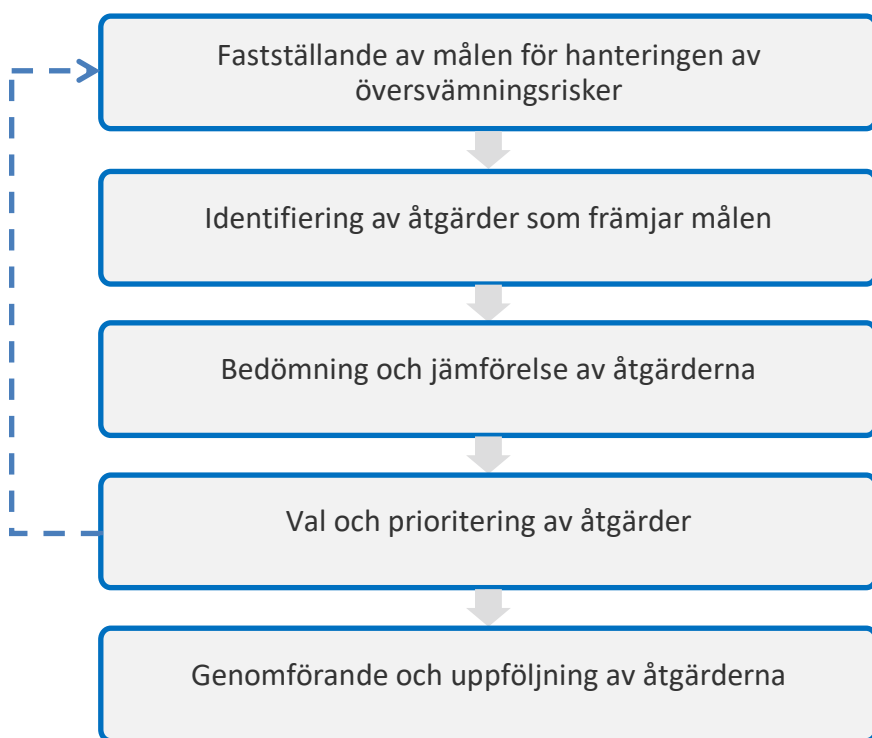 Fastställande av målen för hanteringen av
översvämningsrisker
Identifiering av åtgärder som främjar målen
Bedömning och jämförelse av åtgärderna
Val och prioritering av åtgärder
Genomförande och uppföljning av åtgärderna